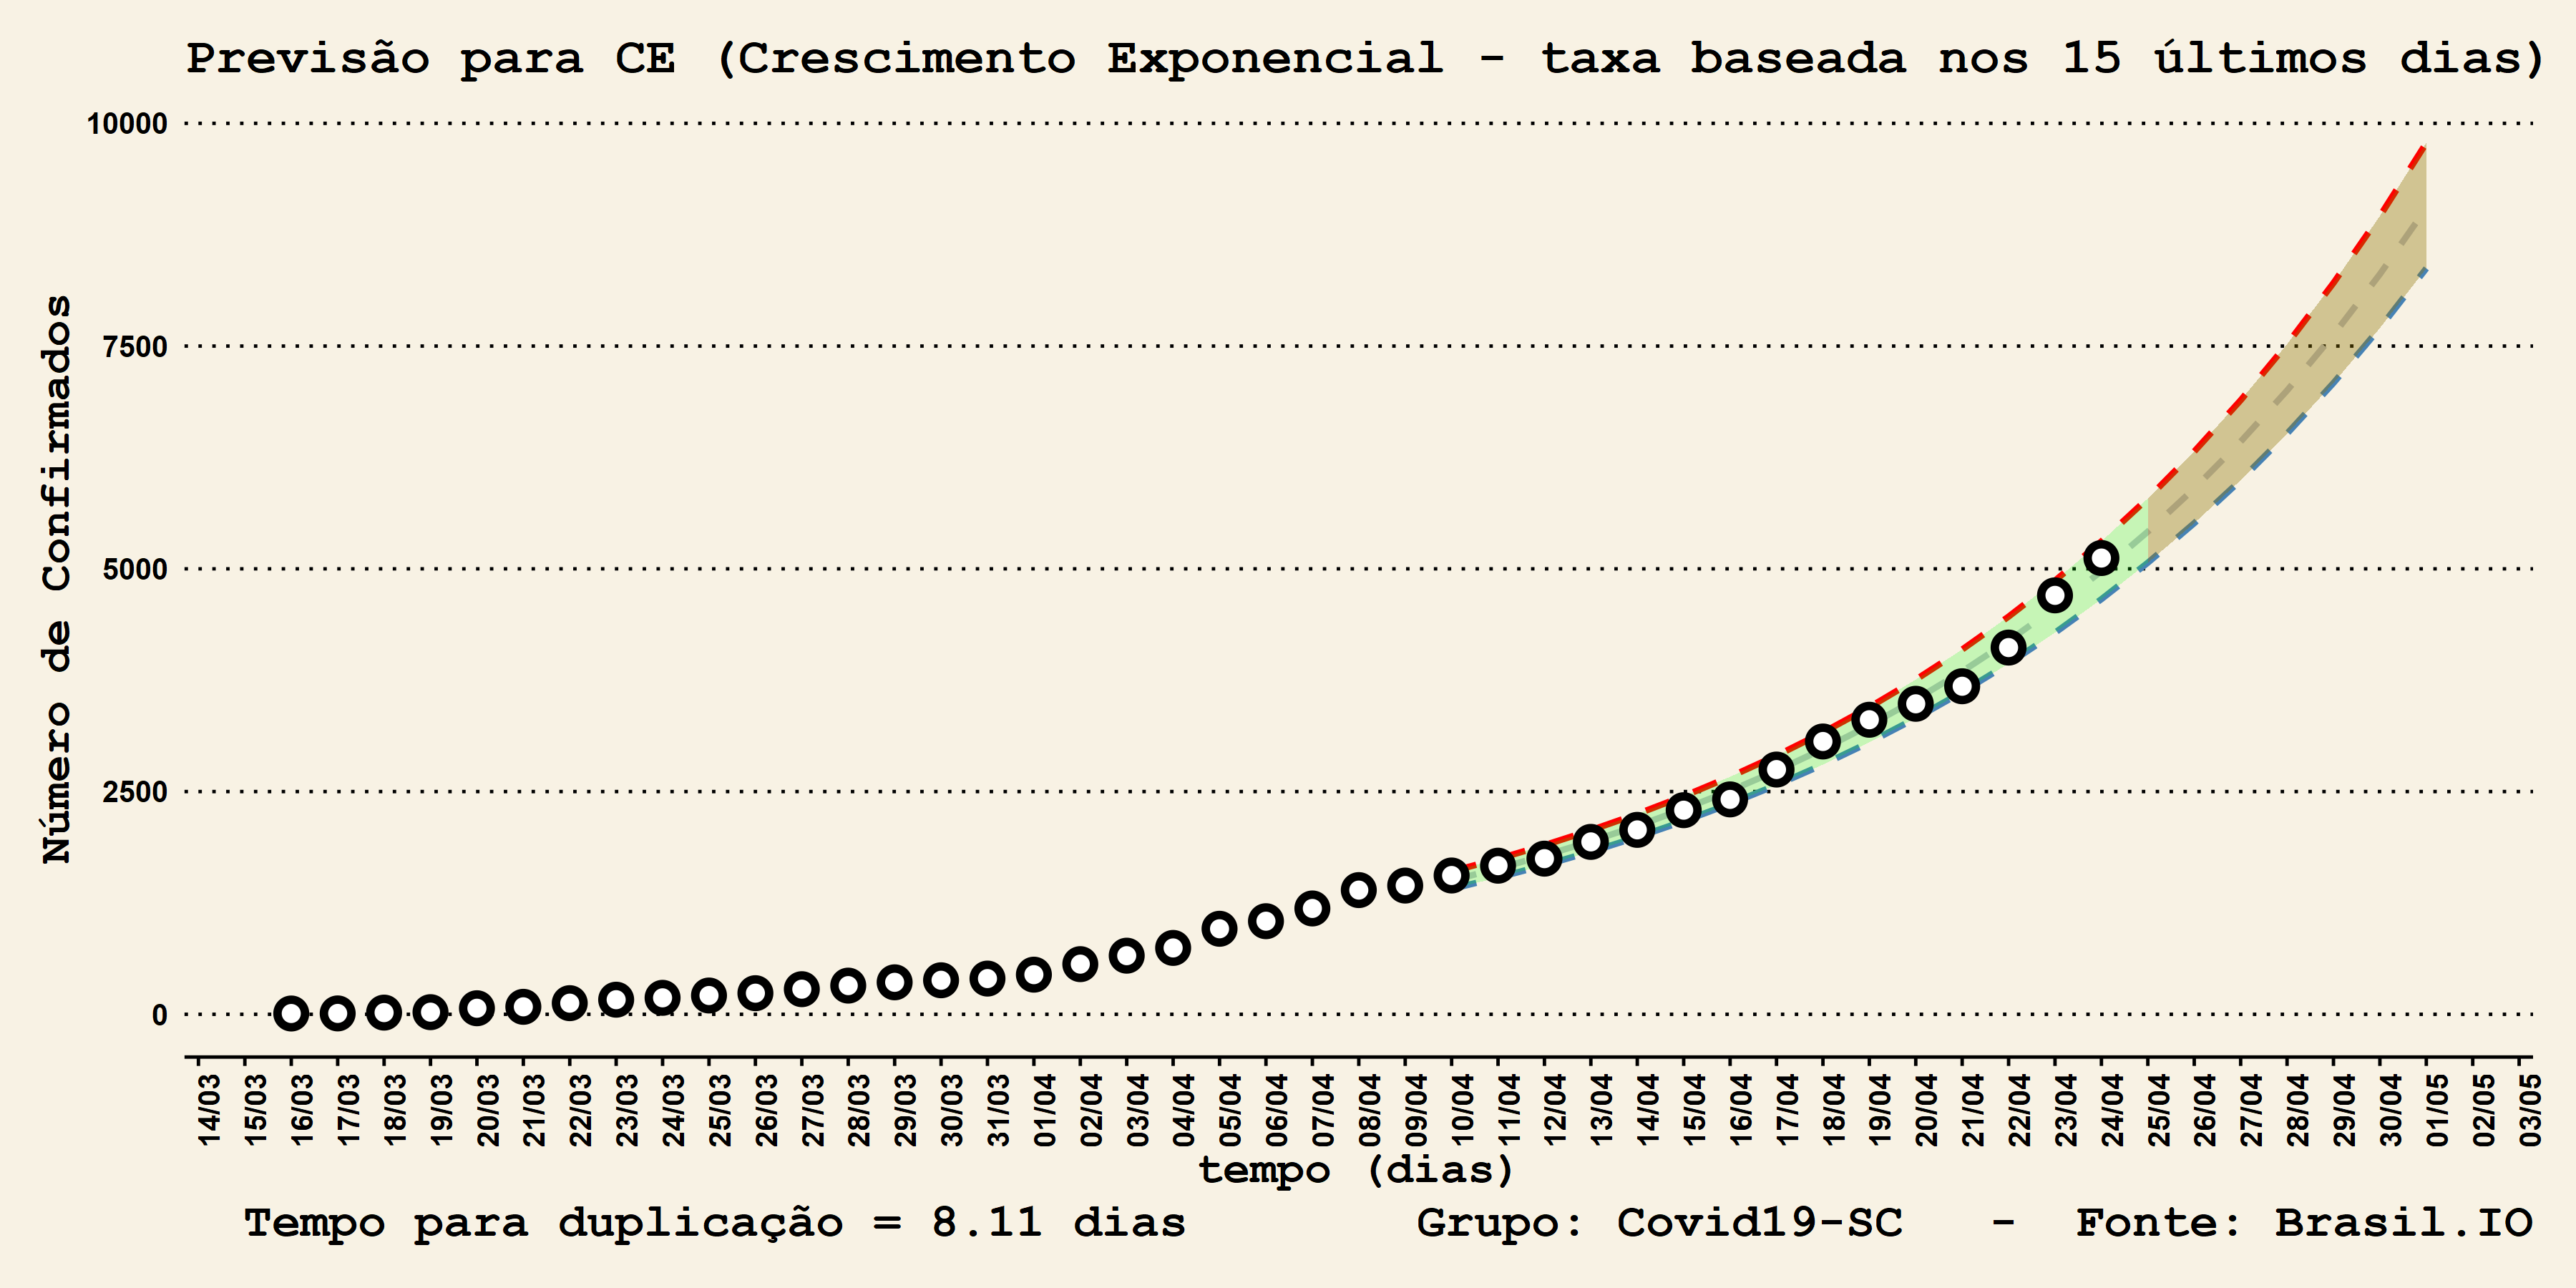 Previsão para CE (Crescimento Exponencial - taxa baseada nos 15 últimos dias)
Número de Confirmados
10000
7500
5000
2500
0
14/03 15/03 16/03 17/03 18/03 19/03 20/03 21/03 22/03 23/03 24/03 25/03 26/03 27/03 28/03 29/03 30/03 31/03 01/04 02/04 03/04 04/04 05/04 06/04 07/04 08/04 09/04 10/04 11/04 12/04 13/04 14/04 15/04 16/04 17/04 18/04 19/04 20/04 21/04 22/04 23/04 24/04 25/04 26/04 27/04 28/04 29/04 30/04 01/05 02/05 03/05
tempo (dias)
Tempo para duplicação = 8.11 dias Grupo: Covid19-SC - Fonte: Brasil.IO